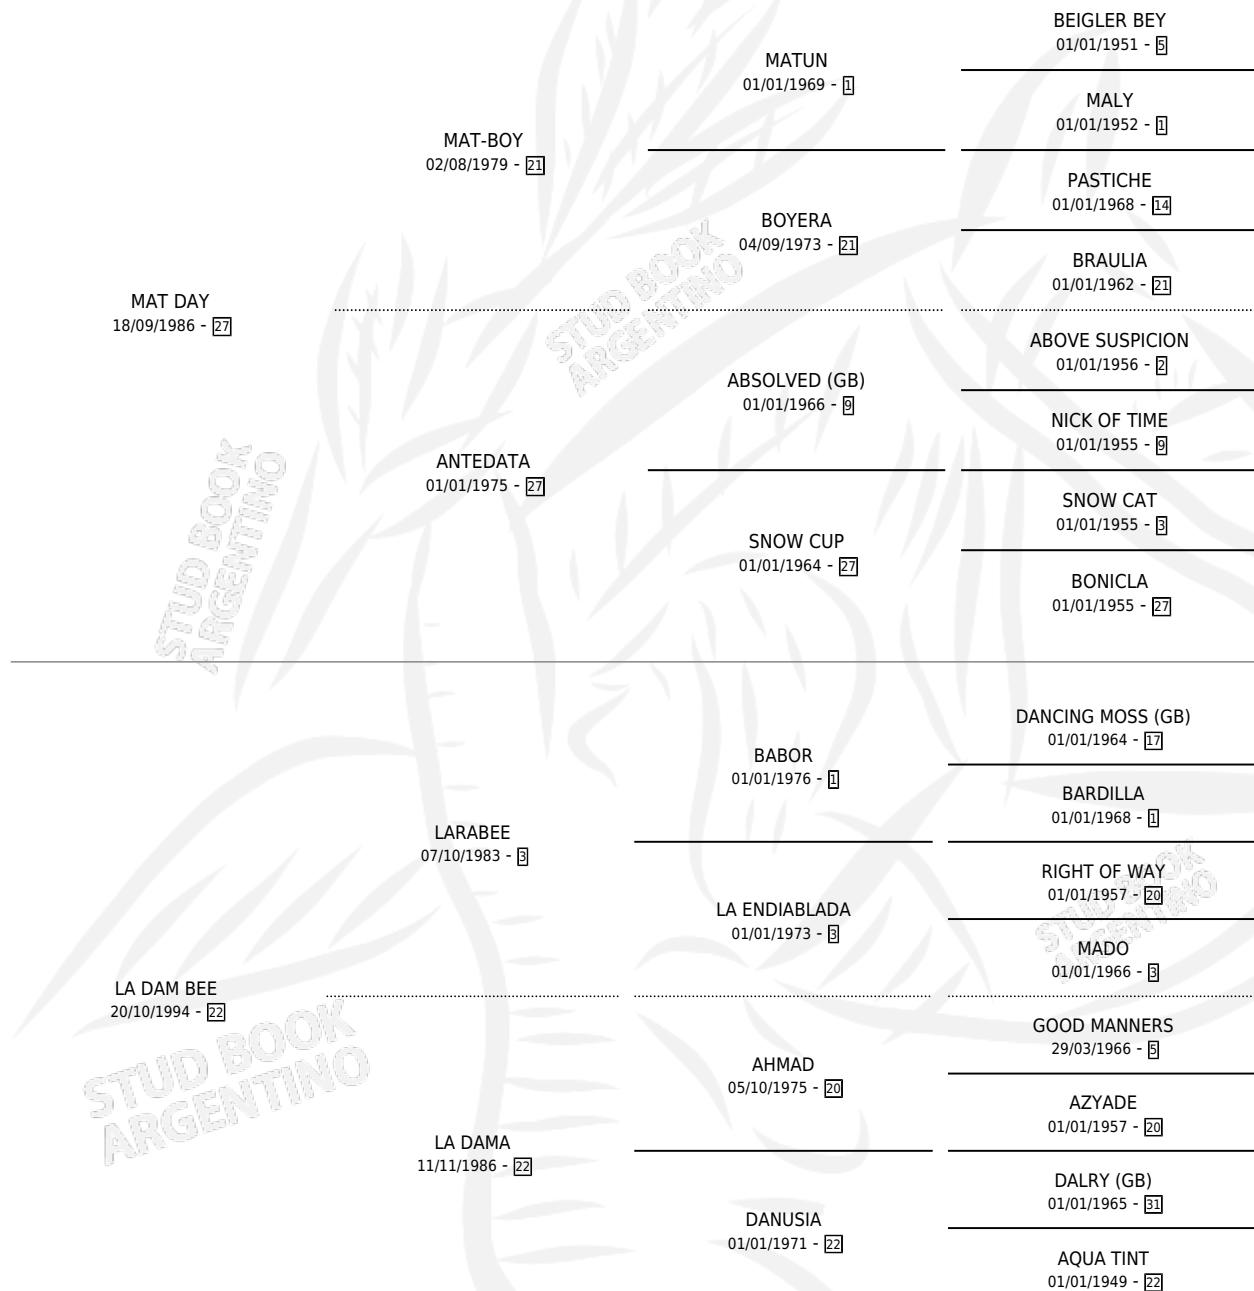 BEIGLER BEY
01/01/1951 - 5
MATUN
01/01/1969 - 1
MALY
01/01/1952 - 1
MAT-BOY
02/08/1979 - 21
PASTICHE
01/01/1968 - 14
BOYERA
04/09/1973 - 21
BRAULIA
01/01/1962 - 21
MAT DAY
18/09/1986 - 27
STUD BOOK
ARGENTINO
ABOVE SUSPICION
01/01/1956 - 2
ABSOLVED (GB)
01/01/1966 - 9
NICK OF TIME
01/01/1955 - 9
ANTEDATA
01/01/1975 - 27
SNOW CAT
01/01/1955 - 3
SNOW CUP
01/01/1964 - 27
BONICLA
01/01/1955 - 27
STUD BOOK
ARGENTINO
DANCING MOSS (GB)
01/01/1964 - 17
BABOR
01/01/1976 - 1
BARDILLA
01/01/1968 - 1
LARABEE
07/10/1983 - 3
RIGHT OF WAY
01/01/1957 - 20
LA ENDIABLADA
01/01/1973 - 3
MADO
01/01/1966 - 3
STUD BOOK
ARGENTINO
LA DAM BEE
20/10/1994 - 22
GOOD MANNERS
29/03/1966 - 5
AHMAD
05/10/1975 - 20
AZYADE
01/01/1957 - 20
STUD BOOK
ARGENTINO
LA DAMA
11/11/1986 - 22
DALRY (GB)
01/01/1965 - 31
DANUSIA
01/01/1971 - 22
AQUA TINT
01/01/1949 - 22